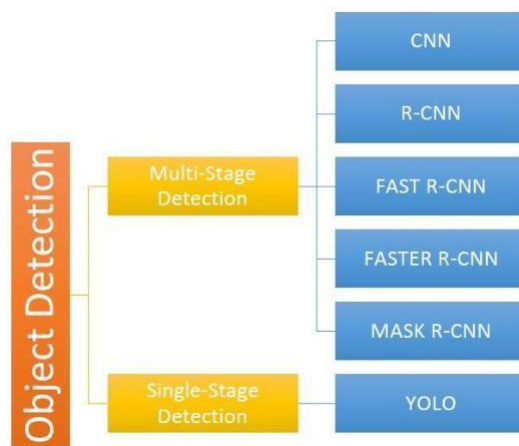 Object Detection
Multi-Stage
Detection
CNN
R-CNN
FAST R-CNN
FASTER R-CNN
MASK R-CNN
Single-Stage
Detection
YOLO